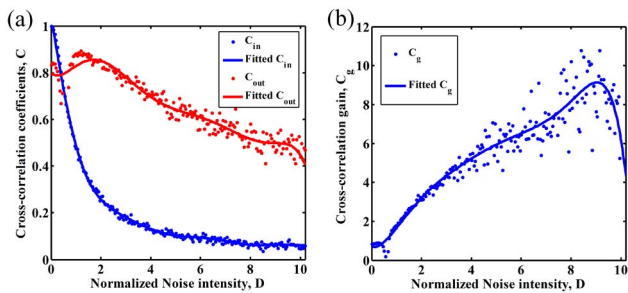 (a)
Cross-correlation coefficients, C
1
0.8
0.6
0.4
0.2
0
0 2 4 6 8 10
Normalized Noise intensity, D
C_in
Fitted C_in
C_out
Fitted C_out
(b)
Cross-correlation gain, C_g
12
10
8
6
4
2
0
0 2 4 6 8 10
Normalized Noise intensity, D
C_g
Fitted C_g